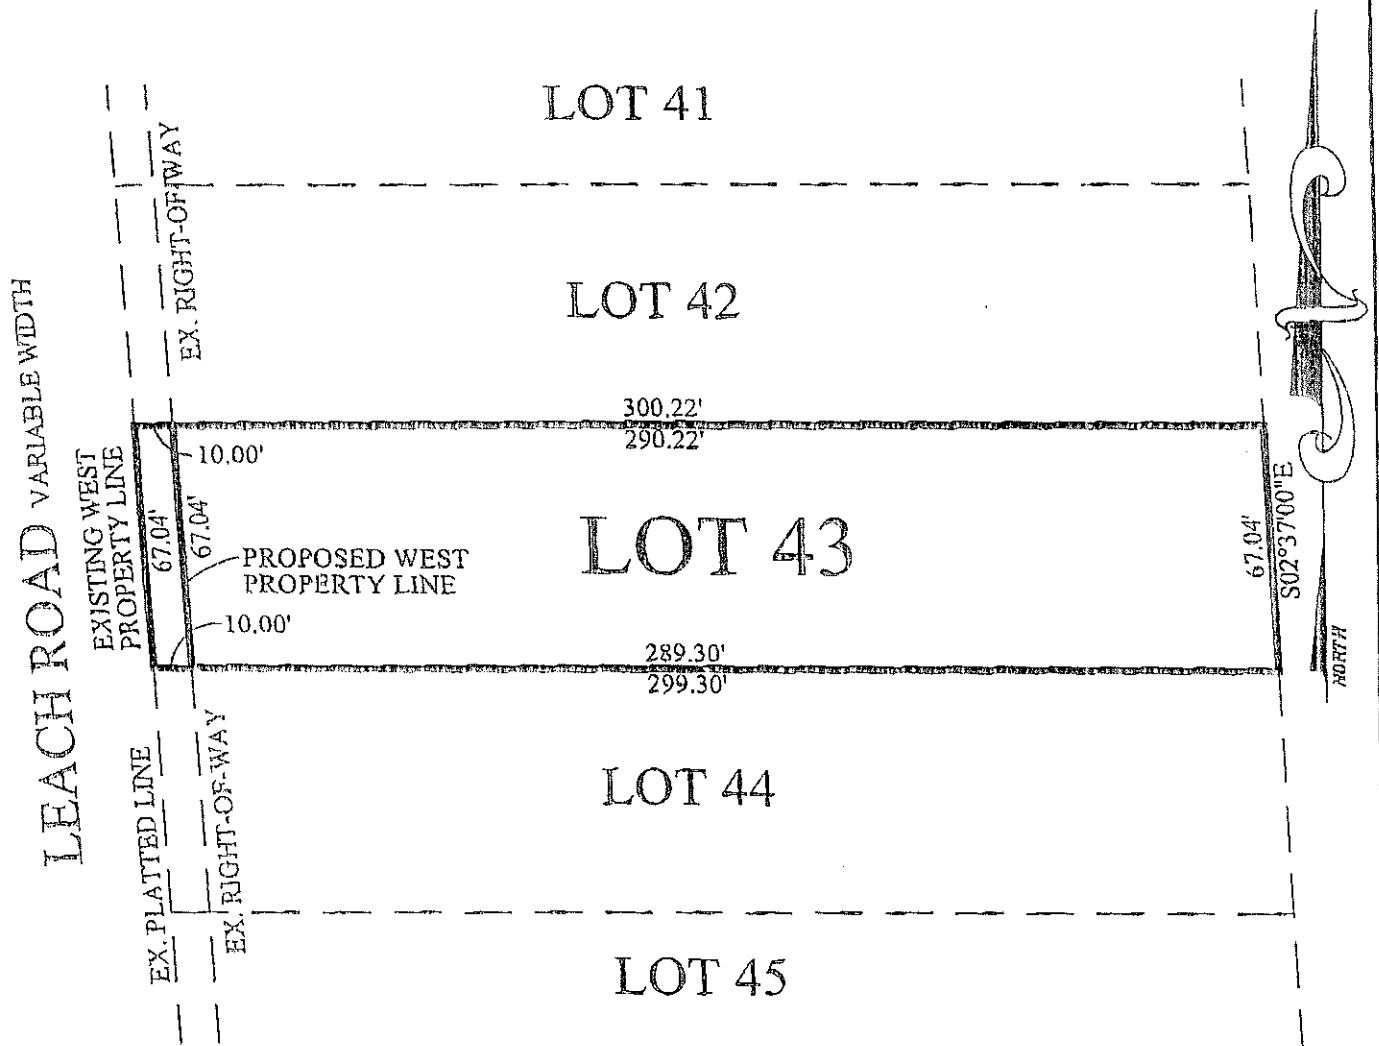 LOT 41
EX. RIGHT-OF-WAY
LOT 42
LEACH ROAD VARIABLE WIDTH
300.22'
290.22'
10.00'
EXISTING WEST
PROPERTY LINE
67.04'
67.04'
LOT 43
PROPOSED WEST
PROPERTY LINE
67.04'
S02°37'00"E
10.00'
289.30'
299.30'
NORTH
EX. PLATTED LINE
EX. RIGHT-OF-WAY
LOT 44
LOT 45